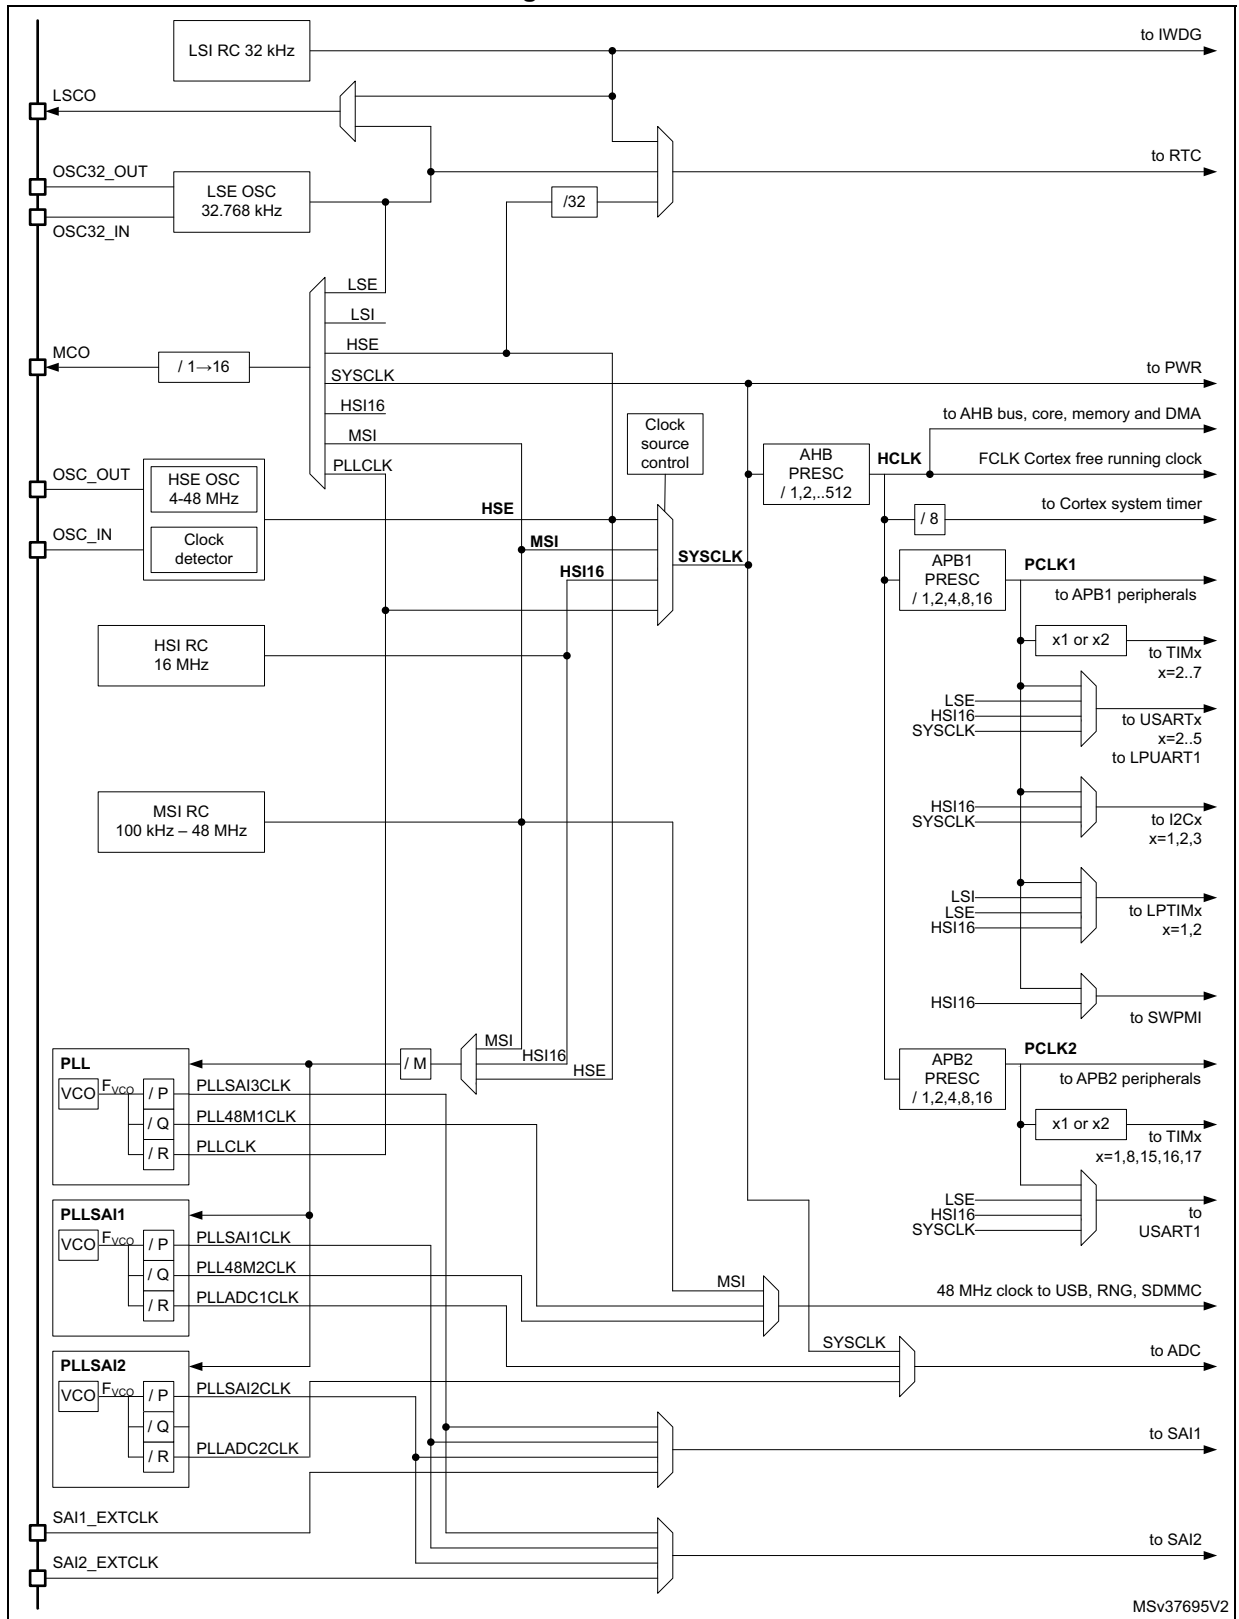 LSI RC 32 kHz
to IWDG
LSCO
OSC32_OUT
to RTC
LSE OSC
32.768 kHz
/32
OSC32_IN
LSE
LSI
HSE
MCO
/ 1→16
SYSCLK
to PWR
HSI16
to AHB bus, core, memory and DMA
MSI
Clock
source
control
PLLCLK
AHB
PRESC
/ 1,2,..512
HCLK
FCLK Cortex free running clock
OSC_OUT
HSE OSC
4-48 MHz
HSE
/ 8
to Cortex system timer
OSC_IN
Clock
detector
MSI
SYSCLK
HSI16
APB1
PRESC
/ 1,2,4,8,16
PCLK1
to APB1 peripherals
HSI RC
16 MHz
x1 or x2
to TIMx
x=2..7
LSE
HSI16
SYSCLK
to USARTx
x=2..5
to LPUART1
MSI RC
100 kHz – 48 MHz
HSI16
SYSCLK
to I2Cx
x=1,2,3
LSI
LSE
HSI16
to LPTIMx
x=1,2
HSI16
to SWPMI
MSI
HSI16
HSE
/ M
PLL
VCO
FVCO
/ P
/ Q
/ R
PLLSAI3CLK
PLL48M1CLK
PLLCLK
APB2
PRESC
/ 1,2,4,8,16
PCLK2
to APB2 peripherals
x1 or x2
to TIMx
x=1,8,15,16,17
PLLSAI1
VCO
FVCO
/ P
/ Q
/ R
PLLSAI1CLK
PLL48M2CLK
PLLADC1CLK
LSE
HSI16
SYSCLK
to
USART1
MSI
48 MHz clock to USB, RNG, SDMMC
SYSCLK
to ADC
PLLSAI2
VCO
FVCO
/ P
/ Q
/ R
PLLSAI2CLK
PLLADC2CLK
to SAI1
SAI1_EXTCLK
to SAI2
SAI2_EXTCLK
MSv37695V2